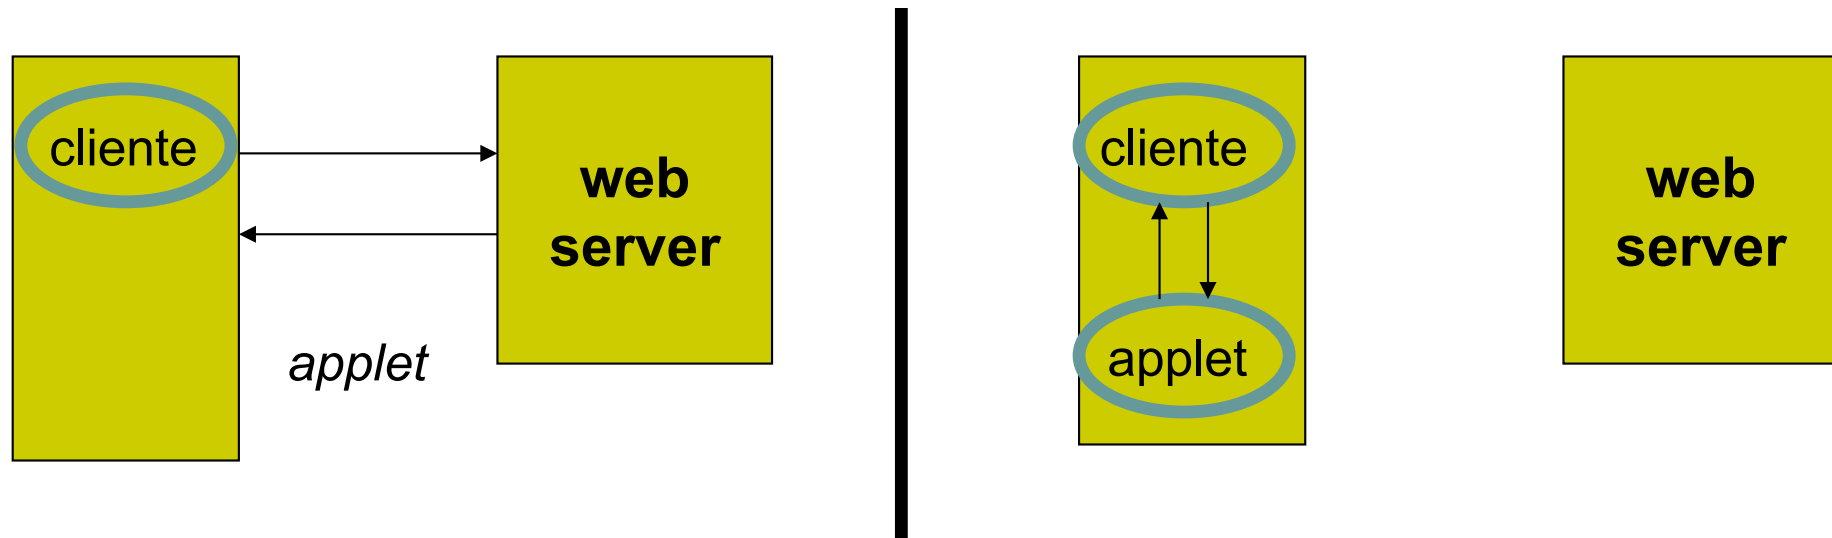 cliente
web
server
applet
cliente
applet
web
server